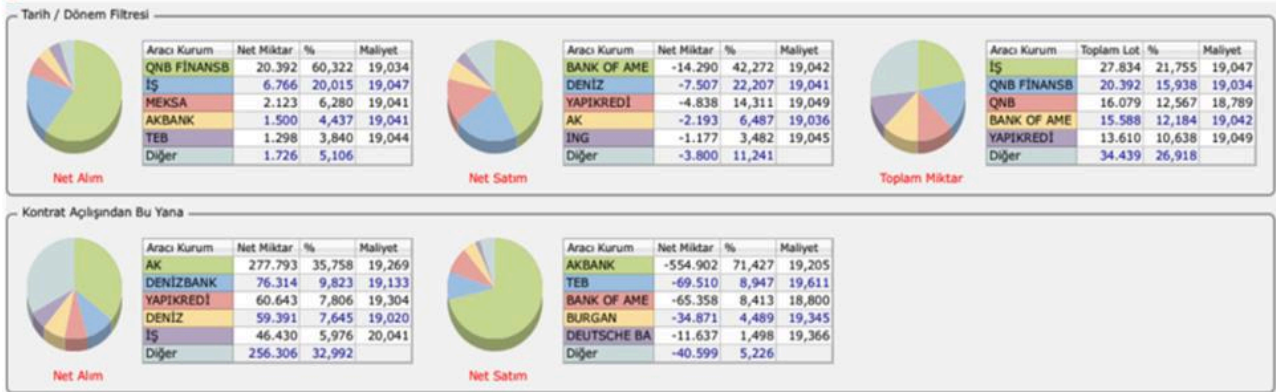 Tarih / Dönem Filtresi
Aracı Kurum Net Miktar % Maliyet
QNB FİNANSB 20.392 60,322 19,034
İŞ 6.766 20,015 19,047
MEKSA 2.123 6,280 19,041
AKBANK 1.500 4,437 19,041
TEB 1.298 3,840 19,044
Diğer 1.726 5,106
Net Alım
Aracı Kurum Net Miktar % Maliyet
BANK OF AME -14.290 42,272 19,042
DENİZ -7.507 22,207 19,041
YAPIKREDİ -4.838 14,311 19,049
AK -2.193 6,487 19,036
ING -1.177 3,482 19,045
Diğer -3.800 11,241
Net Satım
Aracı Kurum Toplam Lot % Maliyet
İŞ 27.834 21,755 19,047
QNB FİNANSB 20.392 15,938 19,034
QNB 16.079 12,567 18,789
BANK OF AME 15.588 12,184 19,042
YAPIKREDİ 13.610 10,638 19,049
Diğer 34.439 26,918
Toplam Miktar
Kontrat Açılışından Bu Yana
Aracı Kurum Net Miktar % Maliyet
AK 277.793 35,758 19,269
DENİZBANK 76.314 9,823 19,133
YAPIKREDİ 60.643 7,806 19,304
DENİZ 59.391 7,645 19,020
İŞ 46.430 5,976 20,041
Diğer 256.306 32,992
Net Alım
Aracı Kurum Net Miktar % Maliyet
AKBANK -554.902 71,427 19,205
TEB -69.510 8,947 19,611
BANK OF AME -65.358 8,413 18,800
BURGAN -34.871 4,489 19,345
DEUTSCHE BA -11.637 1,498 19,366
Diğer -40.599 5,226
Net Satım